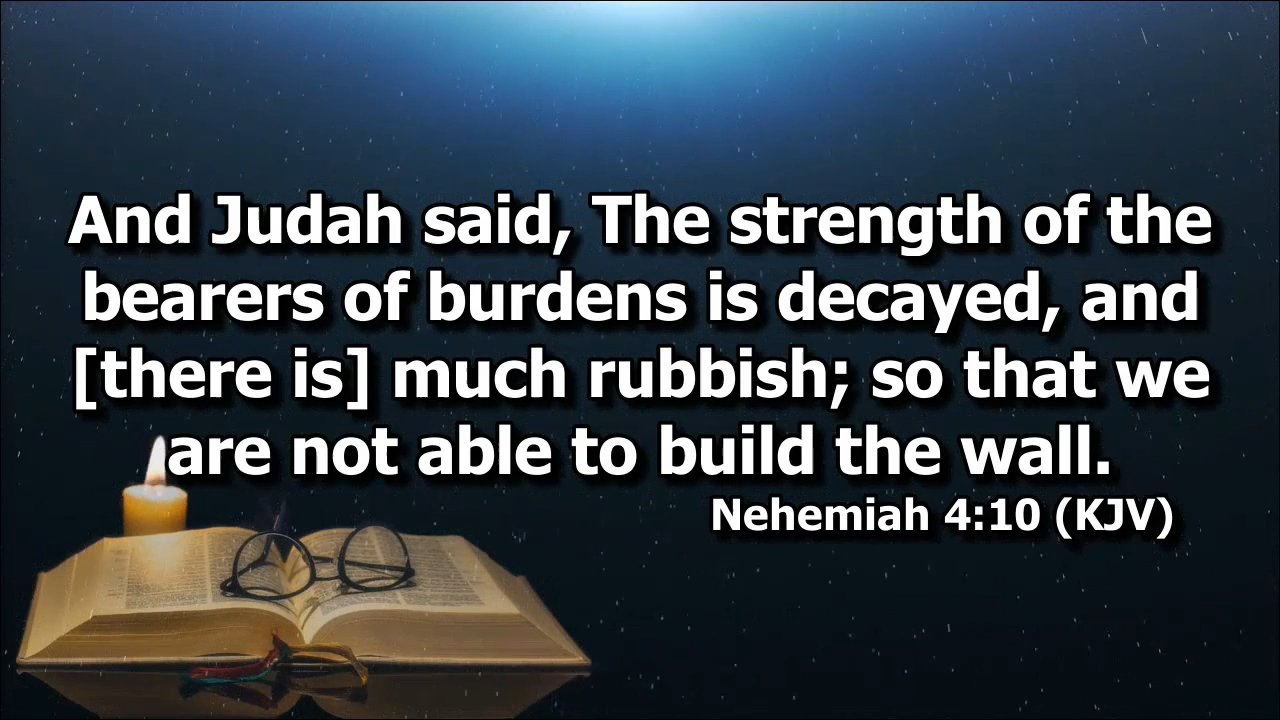 And Judah said, The strength of the
bearers of burdens is decayed, and
[there is] much rubbish; so that we
are not able to build the wall.
Nehemiah 4:10 (KJV)